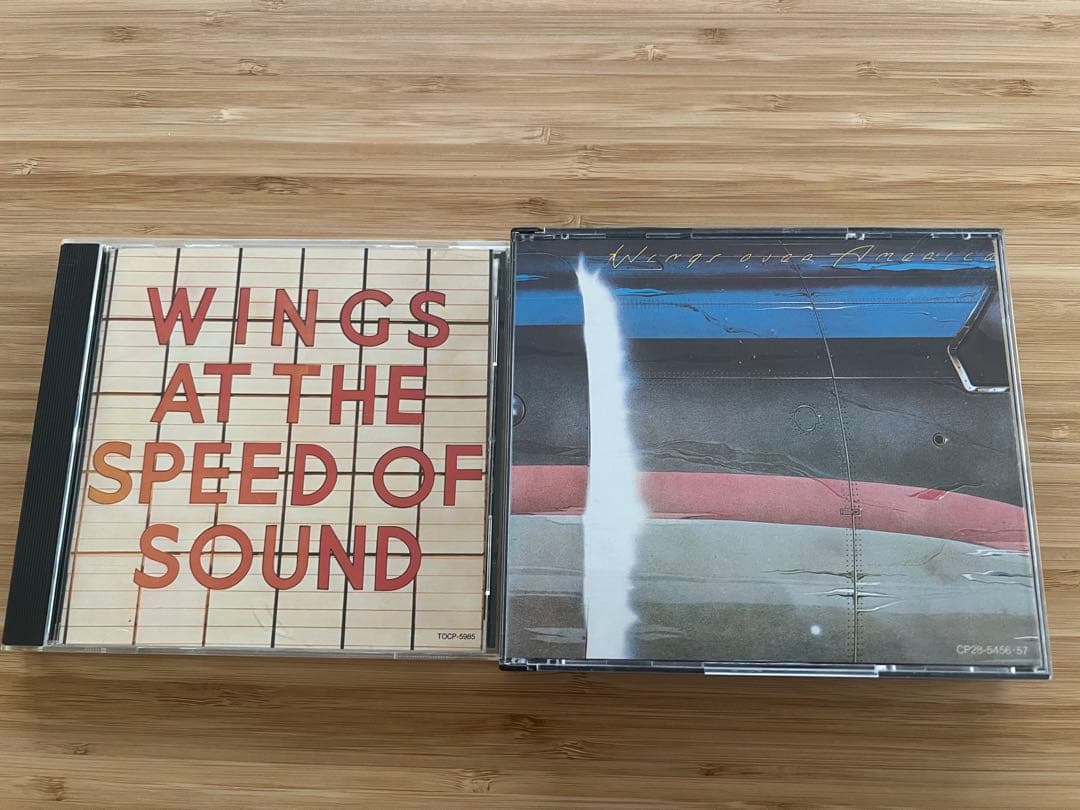 WINGS
AT THE
SPEED OF
SOUND
TOCP-5985
Wings over America
CP28-5456·57